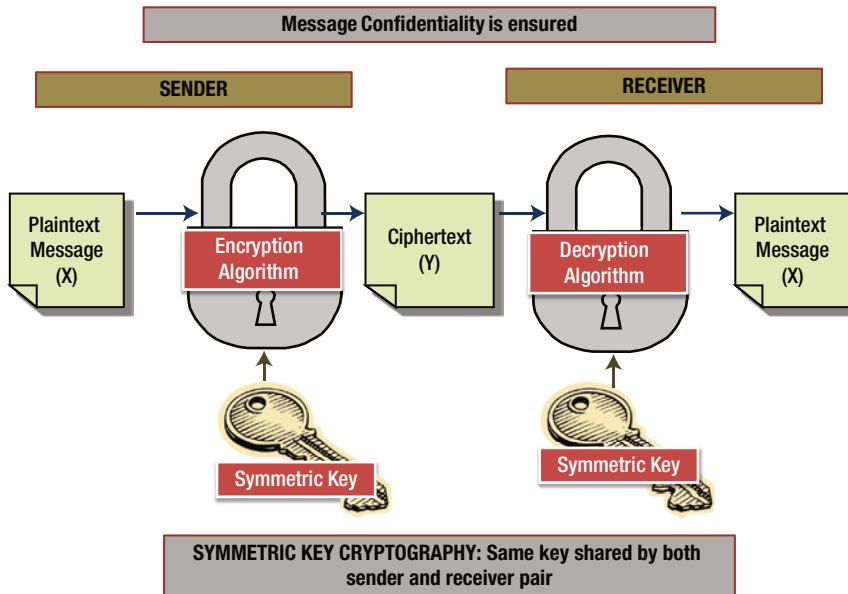 Message Confidentiality is ensured
SENDER
RECEIVER
Plaintext
Message
(X)
Encryption
Algorithm
Ciphertext
(Y)
Decryption
Algorithm
Plaintext
Message
(X)
Symmetric Key
Symmetric Key
SYMMETRIC KEY CRYPTOGRAPHY: Same key shared by both
sender and receiver pair